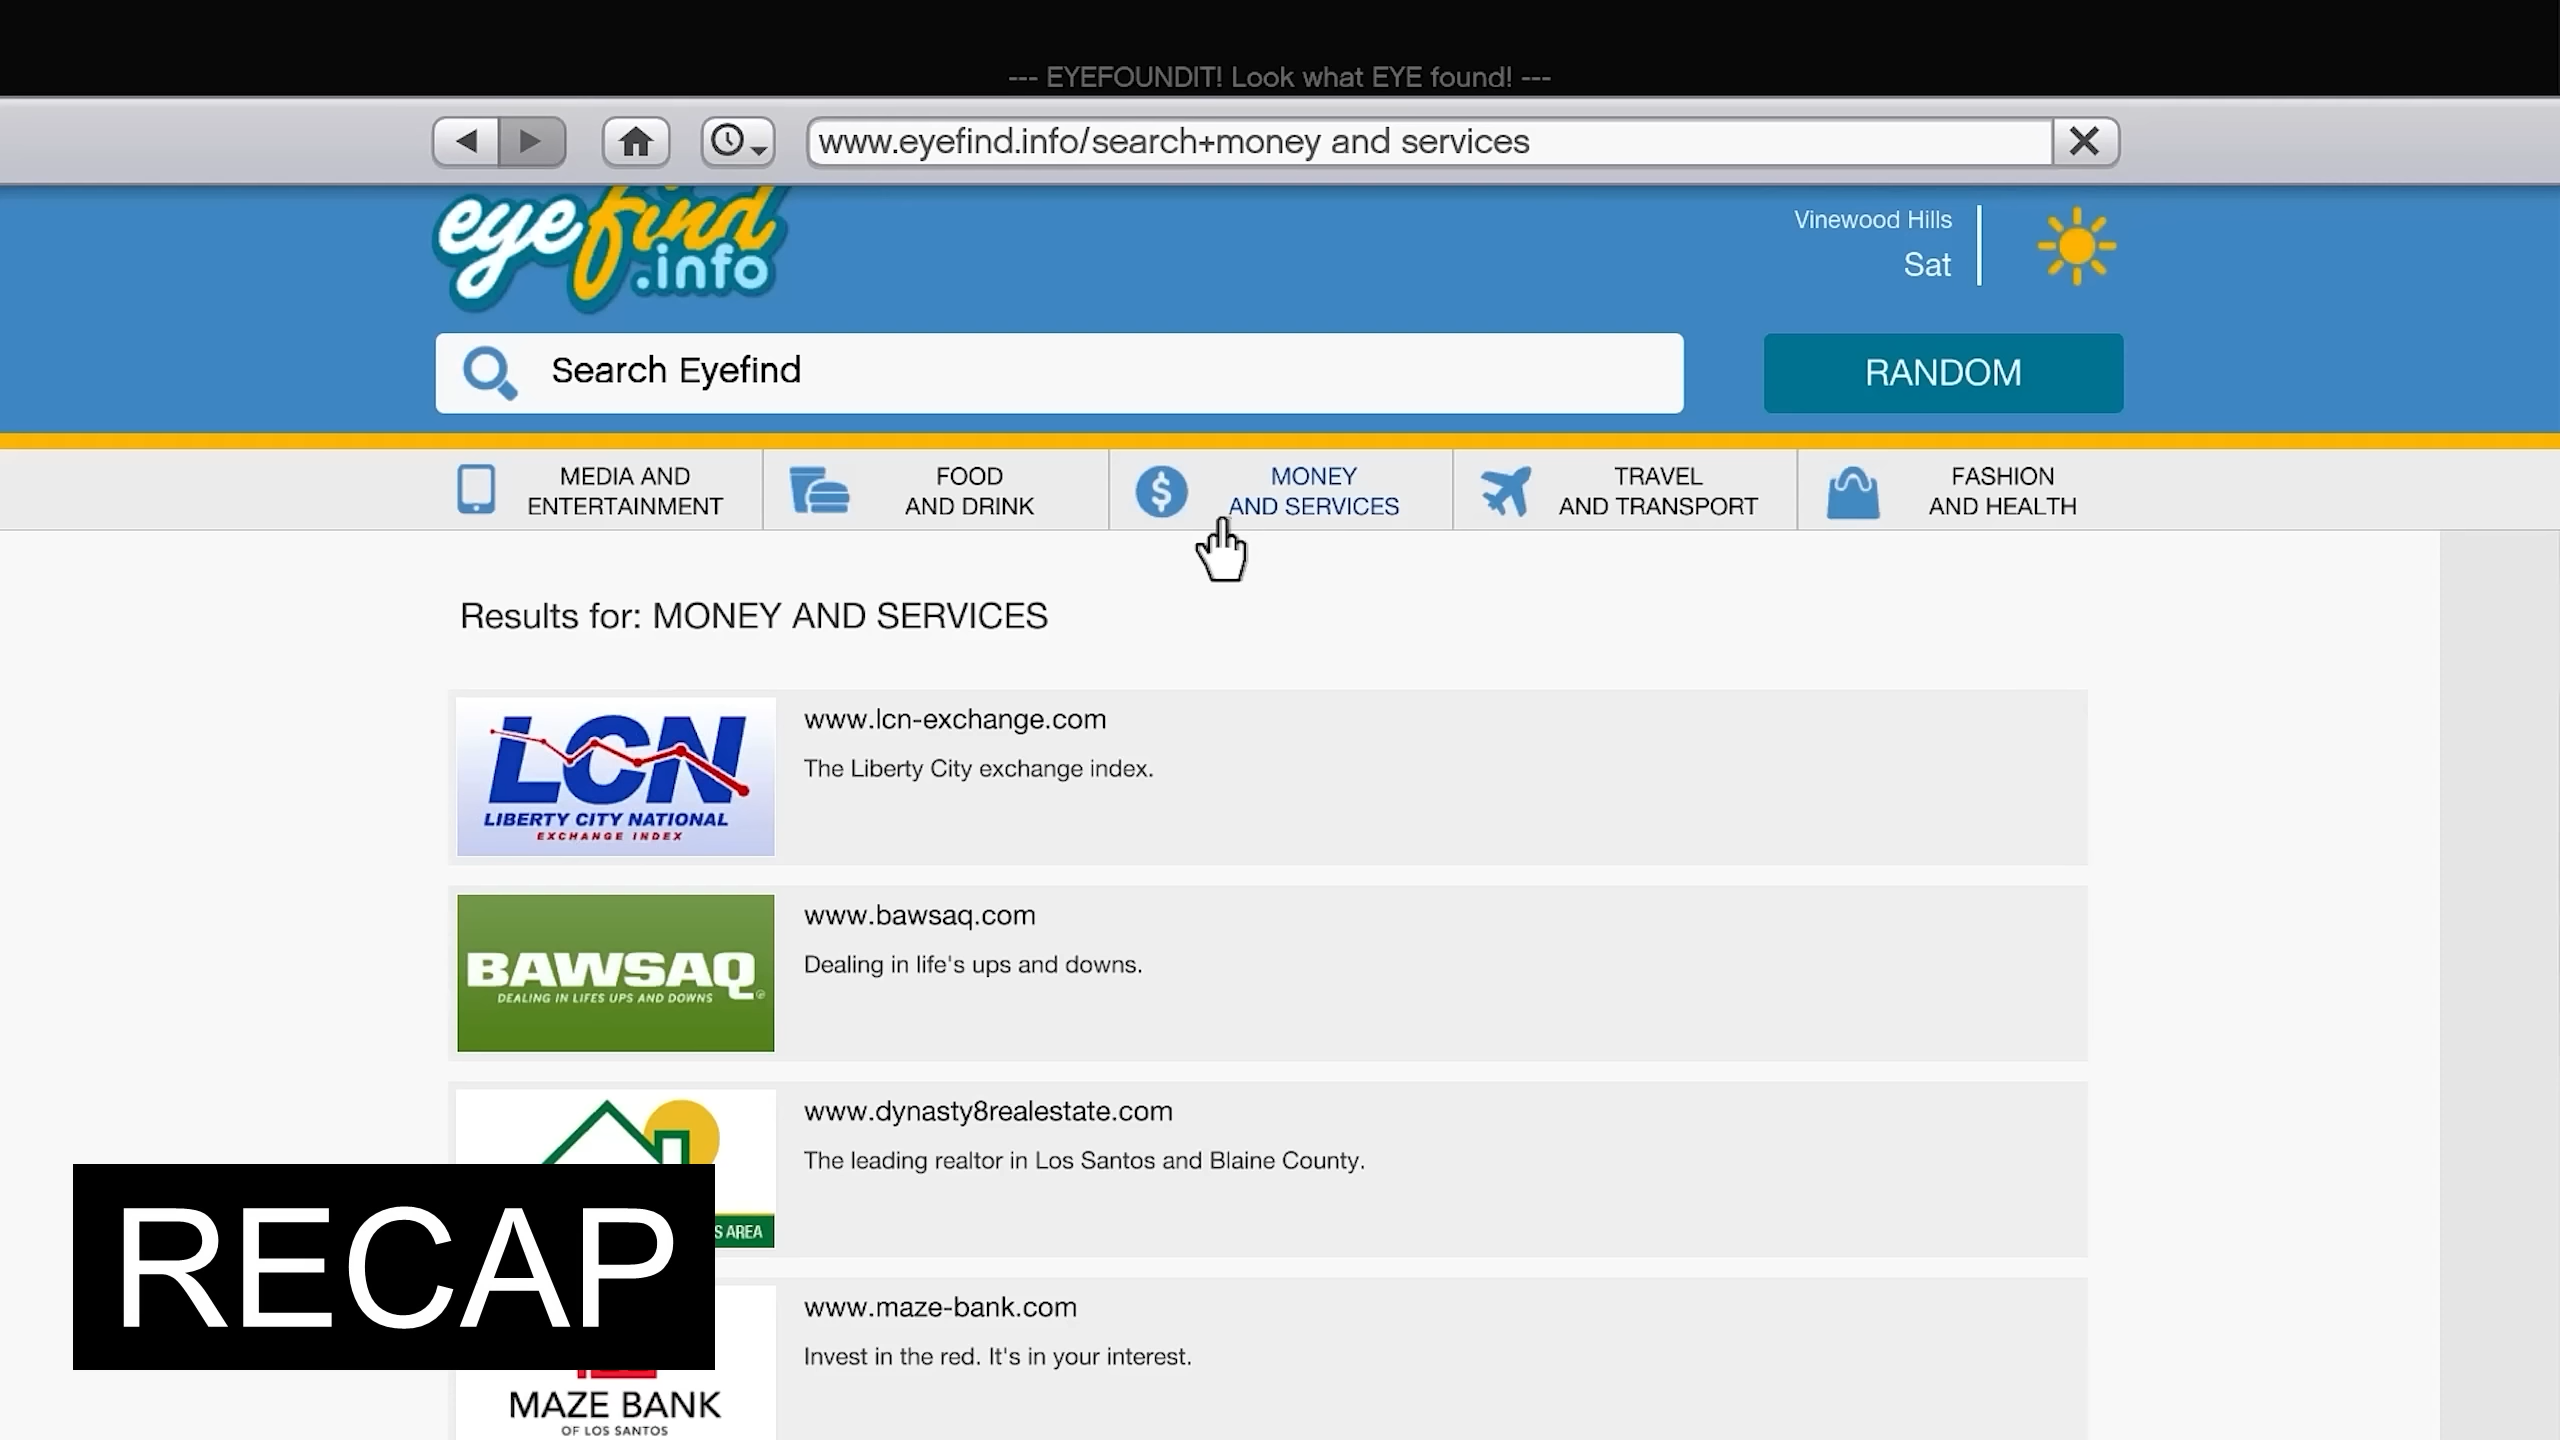 --- EYEFOUNDIT! Look what EYE found! ---
www.eyefind.info/search+money and services
eyefind
.info
Vinewood Hills
Sat
Search Eyefind
RANDOM
MEDIA AND
ENTERTAINMENT
FOOD
AND DRINK
MONEY
AND SERVICES
TRAVEL
AND TRANSPORT
FASHION
AND HEALTH
Results for: MONEY AND SERVICES
LCN
LIBERTY CITY NATIONAL
EXCHANGE INDEX
www.lcn-exchange.com
The Liberty City exchange index.
BAWSAQ
DEALING IN LIFES UPS AND DOWNS
www.bawsaq.com
Dealing in life's ups and downs.
S AREA
www.dynasty8realestate.com
The leading realtor in Los Santos and Blaine County.
RECAP
MAZE BANK
OF LOS SANTOS
www.maze-bank.com
Invest in the red. It's in your interest.